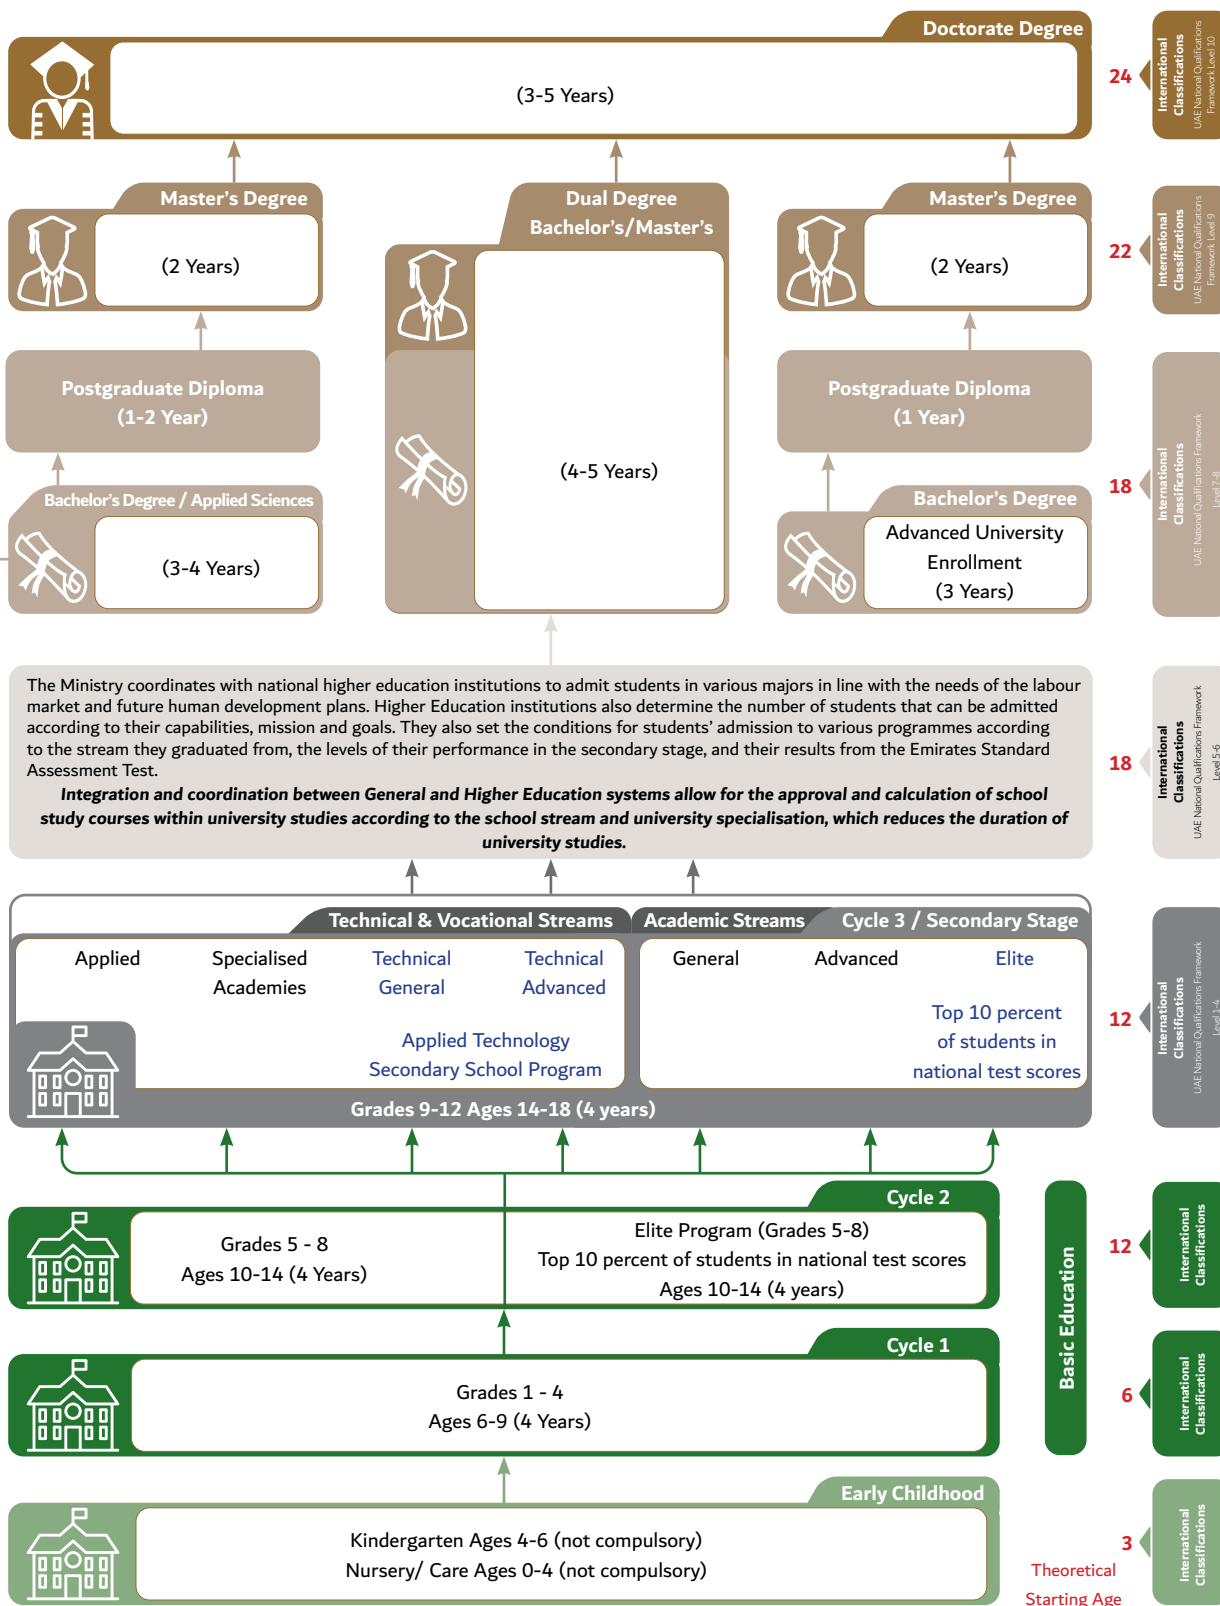 Doctorate Degree
(3-5 Years)
24
International
Classifications
UAE National Qualifications
Framework Level 10
Master's Degree
(2 Years)
Dual Degree
Bachelor's/Master's
(4-5 Years)
Master's Degree
(2 Years)
22
International
Classifications
UAE National Qualifications
Framework Level 9
Postgraduate Diploma
(1-2 Year)
Postgraduate Diploma
(1 Year)
Bachelor's Degree / Applied Sciences
(3-4 Years)
Bachelor's Degree
Advanced University
Enrollment
(3 Years)
18
International
Classifications
UAE National Qualifications Framework
Level 7-8
The Ministry coordinates with national higher education institutions to admit students in various majors in line with the needs of the labour
market and future human development plans. Higher Education institutions also determine the number of students that can be admitted
according to their capabilities, mission and goals. They also set the conditions for students' admission to various programmes according
to the stream they graduated from, the levels of their performance in the secondary stage, and their results from the Emirates Standard
Assessment Test.
Integration and coordination between General and Higher Education systems allow for the approval and calculation of school
study courses within university studies according to the school stream and university specialisation, which reduces the duration of
university studies.
18
International
Classifications
UAE National Qualifications Framework
Level 5-6
Technical & Vocational Streams
Academic Streams
Cycle 3 / Secondary Stage
Applied
Specialised
Academies
Technical
General
Technical
Advanced
Applied Technology
Secondary School Program
General
Advanced
Elite
Top 10 percent
of students in
national test scores
Grades 9-12 Ages 14-18 (4 years)
12
International
Classifications
UAE National Qualifications Framework
Level 1-4
Cycle 2
Grades 5 - 8
Ages 10-14 (4 Years)
Elite Program (Grades 5-8)
Top 10 percent of students in national test scores
Ages 10-14 (4 years)
12
International
Classifications
Basic Education
Cycle 1
Grades 1 - 4
Ages 6-9 (4 Years)
6
International
Classifications
Early Childhood
Kindergarten Ages 4-6 (not compulsory)
Nursery/ Care Ages 0-4 (not compulsory)
3
Theoretical
Starting Age
International
Classifications